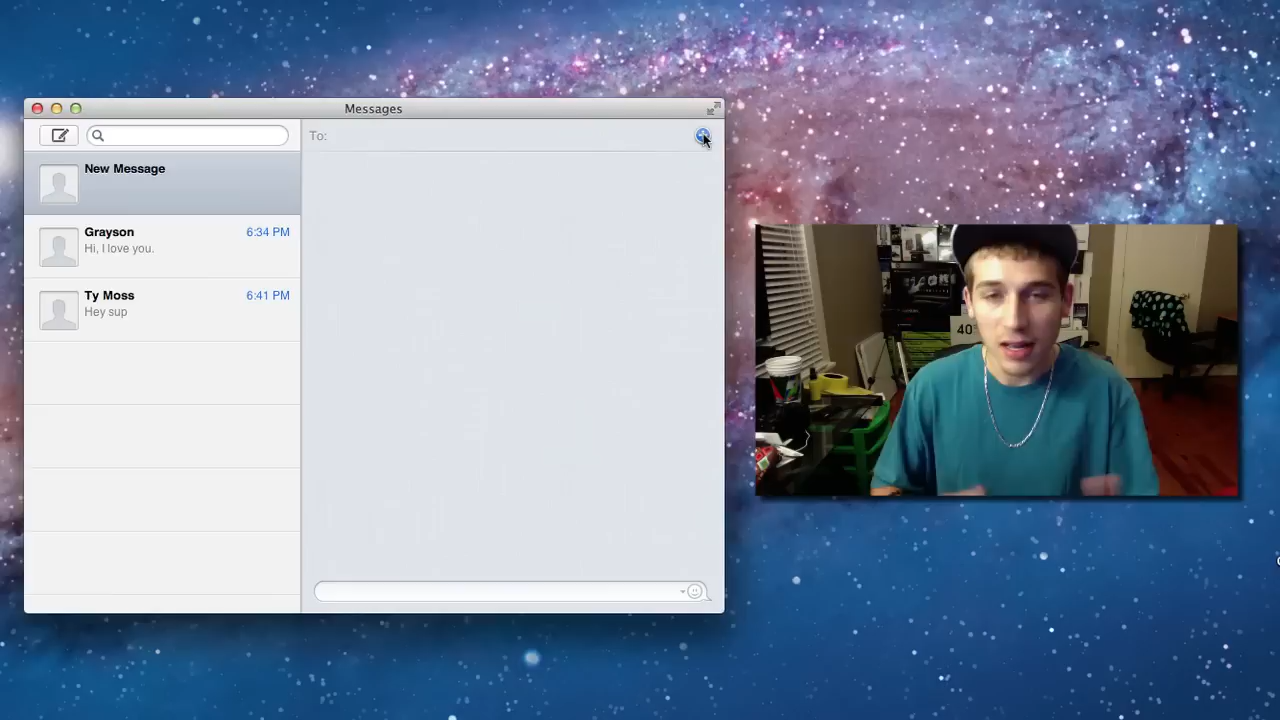 Messages
To:
New Message
Grayson 6:34 PM
Hi, I love you.
Ty Moss 6:41 PM
Hey sup
40